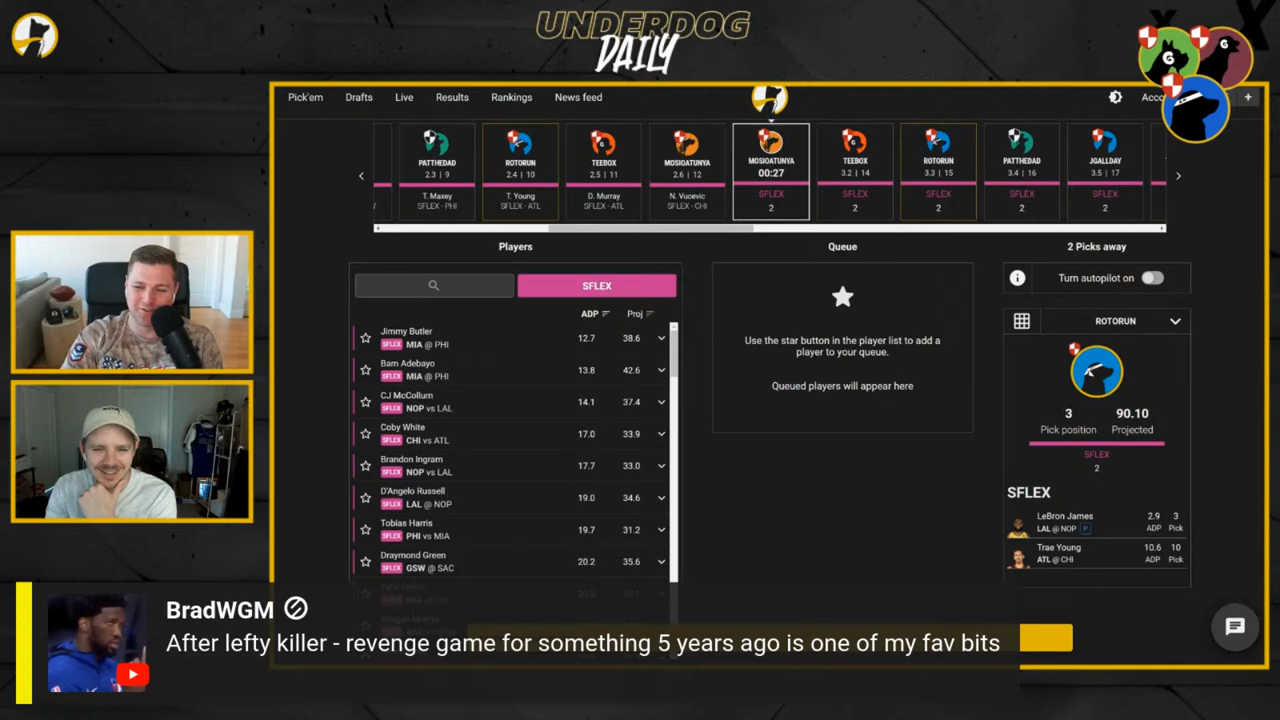 UNDERDOG
DAILY
Pick'em Drafts Live Results Rankings News feed
PATTHEDAD
2.3 | 9
T. Maxey
SFLEX - PHI
ROTORUN
2.4 | 10
T. Young
SFLEX - ATL
TEEBOX
2.5 | 11
D. Murray
SFLEX - ATL
MOSIOATUNYA
2.6 | 12
N. Vucevic
SFLEX - CHI
MOSIOATUNYA
00:27
SFLEX
2
TEEBOX
3.2 | 14
SFLEX
2
ROTORUN
3.3 | 15
SFLEX
2
PATTHEDAD
3.4 | 16
SFLEX
2
JGALLDAY
3.5 | 17
SFLEX
2
Players
SFLEX
ADP Proj
Jimmy Butler
SFLEX MIA @ PHI 12.7 38.6
Bam Adebayo
SFLEX MIA @ PHI 13.8 42.6
CJ McCollum
SFLEX NOP vs LAL 14.1 37.4
Coby White
SFLEX CHI vs ATL 17.0 33.9
Brandon Ingram
SFLEX NOP vs LAL 17.7 33.0
D'Angelo Russell
SFLEX LAL @ NOP 19.0 34.6
Tobias Harris
SFLEX PHI vs MIA 19.7 31.2
Draymond Green
SFLEX GSW @ SAC 20.2 35.6
Queue
Use the star button in the player list to add a
player to your queue.
Queued players will appear here
2 Picks away
Turn autopilot on
ROTORUN
3 90.10
Pick position Projected
SFLEX
2
SFLEX
LeBron James 2.9 3
LAL @ NOP P ADP Pick
Trae Young 10.6 10
ATL @ CHI ADP Pick
BradWGM
After lefty killer - revenge game for something 5 years ago is one of my fav bits